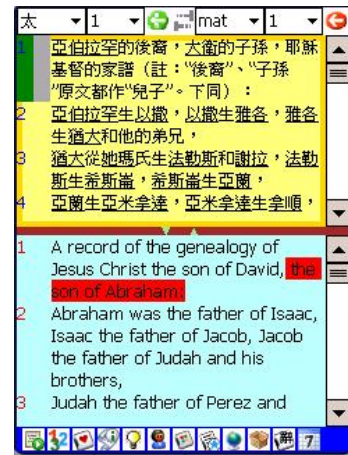 太 1 mat 1
1 亞伯拉罕的後裔，大衛的子孫，耶穌
基督的家譜（註：“後裔”、“子孫
”原文都作“兒子”。下同）：
2 亞伯拉罕生以撒，以撒生雅各，雅各
生猶大和他的弟兄，
3 猶大從她瑪氏生法勒斯和謝拉，法勒
斯生希斯崙，希斯崙生亞蘭，
4 亞蘭生亞米拿達，亞米拿達生拿順，
1 A record of the genealogy of
Jesus Christ the son of David, the
son of Abraham:
2 Abraham was the father of Isaac,
Isaac the father of Jacob, Jacob
the father of Judah and his
brothers,
3 Judah the father of Perez and